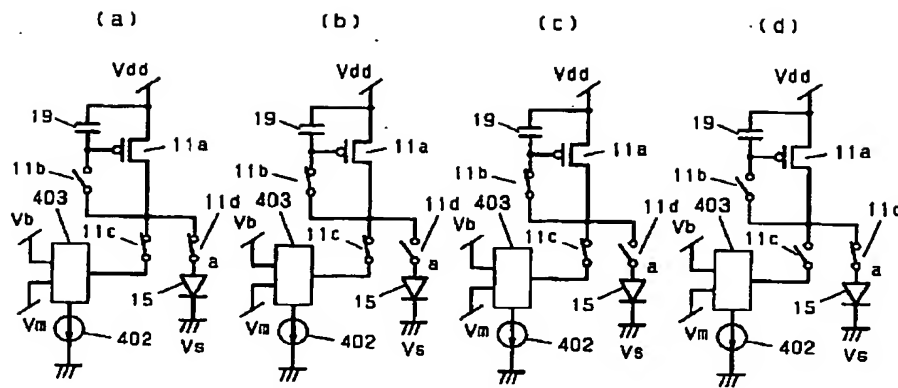 (a) (b) (c) (d)
Vdd Vdd Vdd Vdd
19 19 19 19
11a 11a 11a 11a
11b 11b 11b 11b
403 403 403 403
11d 11d 11d 11d
Vb Vb Vb Vb
11c 11c 11c 11c
a a a a
15 15 15 15
Vm Vm Vm Vm
402 402 402 402
Vs Vs Vs Vs